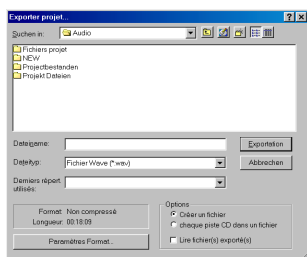 Exporter projet...
Suchen in: Audio
Fichiers projet
NEW
Projectbestanden
Projekt Dateien
Dateiname: Exportation
Dateityp: Fichier Wave (*.wav) Abbrechen
Derniers répert
utilisés:
Format: Non compressé
Longueur: 00:18:09
Paramètres Format...
Options
Créer un fichier
chaque piste CD dans un fichier
Lire fichier(s) exporté(s)